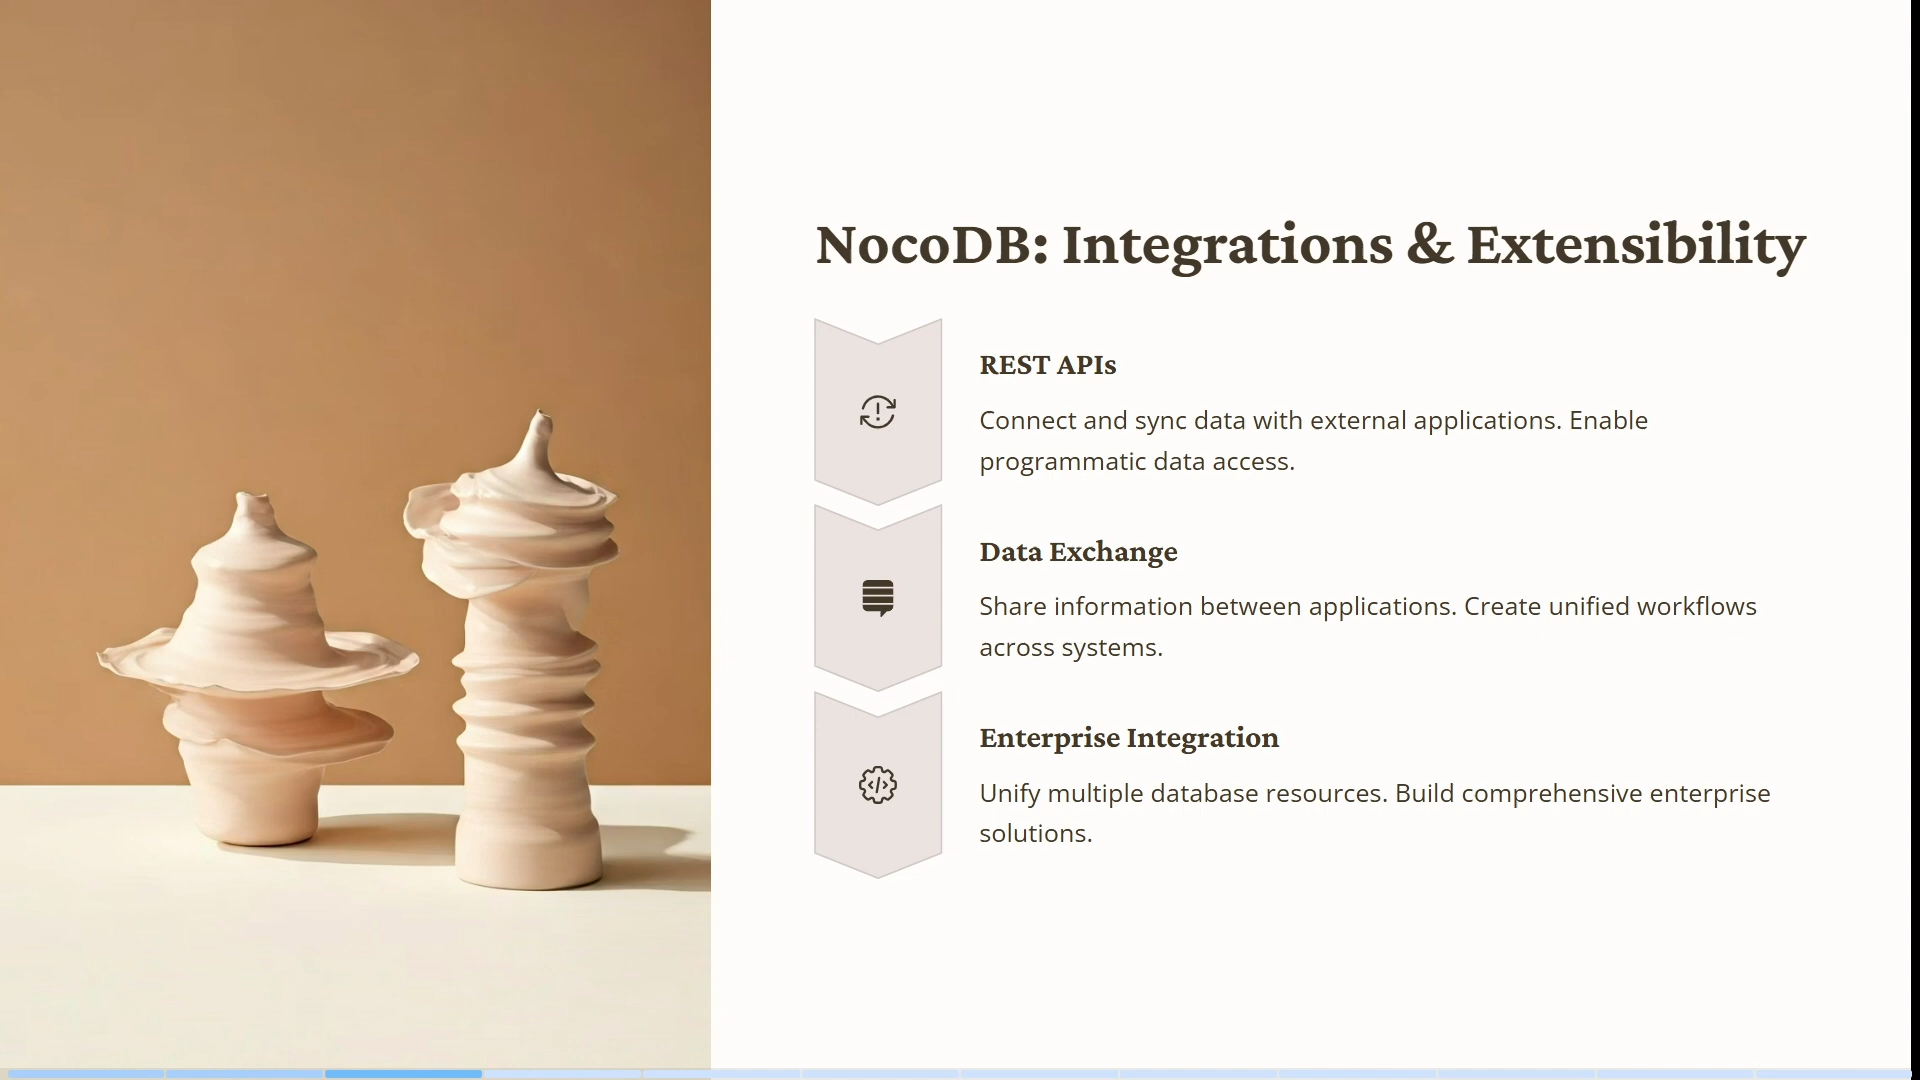 NocoDB: Integrations & Extensibility
REST APIs
Connect and sync data with external applications. Enable
programmatic data access.
Data Exchange
Share information between applications. Create unified workflows
across systems.
Enterprise Integration
Unify multiple database resources. Build comprehensive enterprise
solutions.